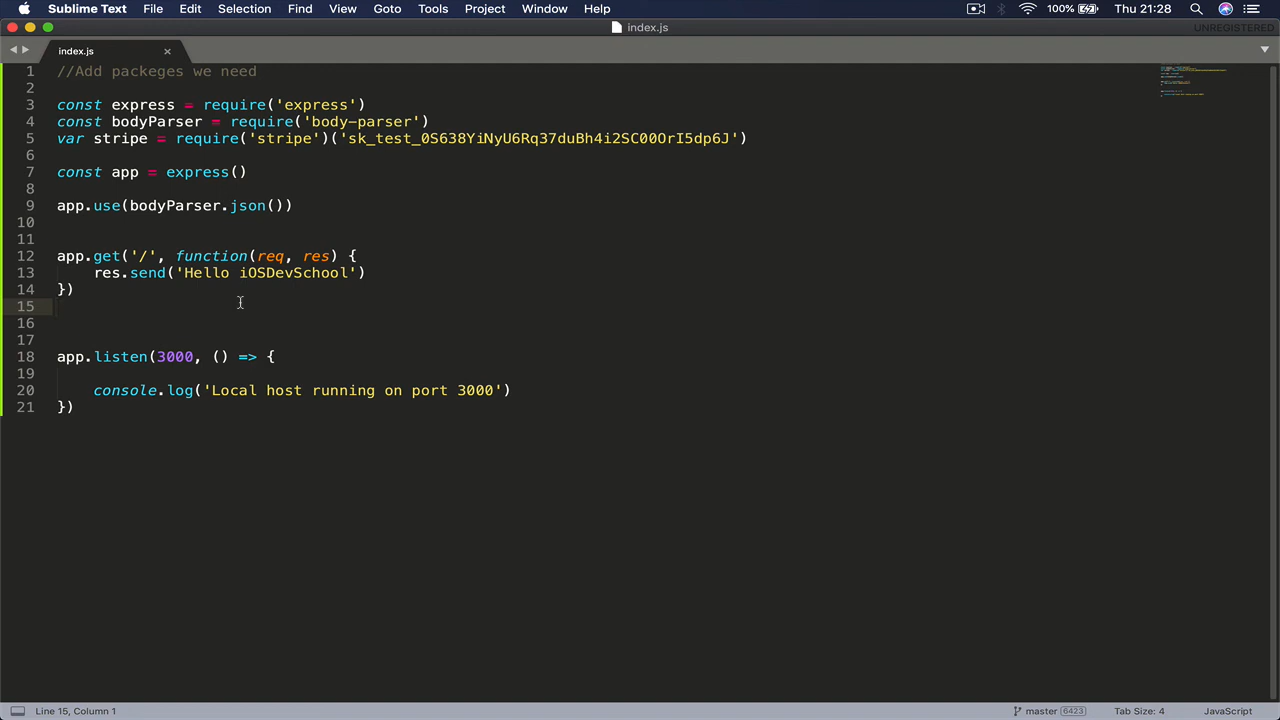 Sublime Text File Edit Selection Find View Goto Tools Project Window Help 100% Thu 21:28
index.js UNREGISTERED
index.js ×
1 //Add packeges we need
2
3 const express = require('express')
4 const bodyParser = require('body-parser')
5 var stripe = require('stripe')('sk_test_0S638YiNyU6Rq37duBh4i2SC00OrI5dp6J')
6
7 const app = express()
8
9 app.use(bodyParser.json())
10
11
12 app.get('/', function(req, res) {
13 res.send('Hello iOSDevSchool')
14 })
15
16
17
18 app.listen(3000, () => {
19
20 console.log('Local host running on port 3000')
21 })
Line 15, Column 1 master 6423 Tab Size: 4 JavaScript